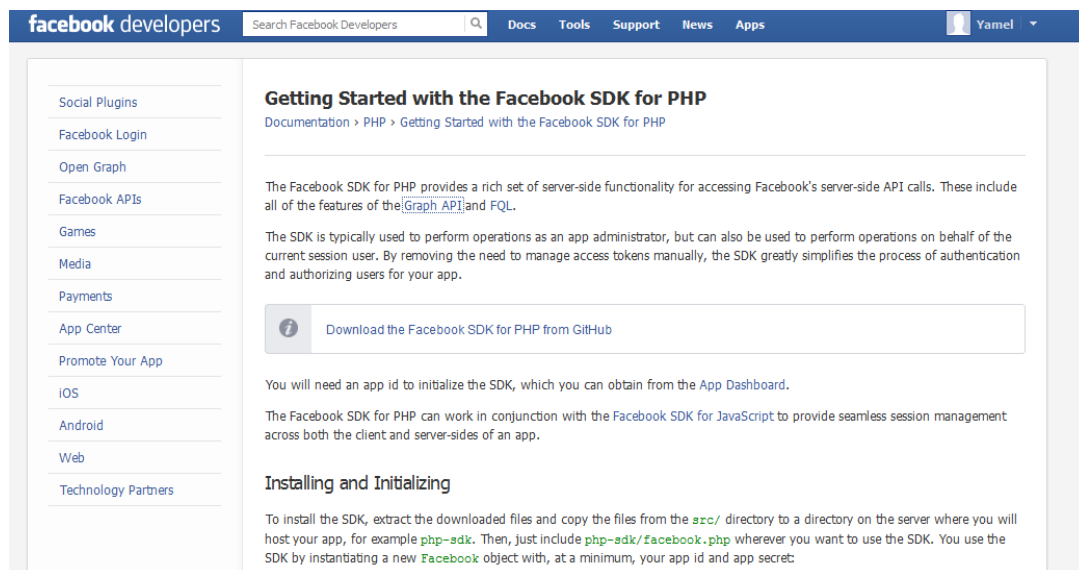 facebook developers
Search Facebook Developers
Docs Tools Support News Apps
Yamel
Social Plugins
Facebook Login
Open Graph
Facebook APIs
Games
Media
Payments
App Center
Promote Your App
iOS
Android
Web
Technology Partners
Getting Started with the Facebook SDK for PHP
Documentation › PHP › Getting Started with the Facebook SDK for PHP
The Facebook SDK for PHP provides a rich set of server-side functionality for accessing Facebook's server-side API calls. These include
all of the features of the Graph API and FQL.
The SDK is typically used to perform operations as an app administrator, but can also be used to perform operations on behalf of the
current session user. By removing the need to manage access tokens manually, the SDK greatly simplifies the process of authentication
and authorizing users for your app.
Download the Facebook SDK for PHP from GitHub
You will need an app id to initialize the SDK, which you can obtain from the App Dashboard.
The Facebook SDK for PHP can work in conjunction with the Facebook SDK for JavaScript to provide seamless session management
across both the client and server-sides of an app.
Installing and Initializing
To install the SDK, extract the downloaded files and copy the files from the src/ directory to a directory on the server where you will
host your app, for example php-sdk. Then, just include php-sdk/facebook.php wherever you want to use the SDK. You use the
SDK by instantiating a new Facebook object with, at a minimum, your app id and app secret: